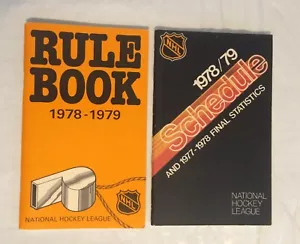 RULE
BOOK
1978-1979
NATIONAL HOCKEY LEAGUE
NHL
NHL
1978/79
Schedule
AND 1977-1978 FINAL STATISTICS
NATIONAL
HOCKEY
LEAGUE